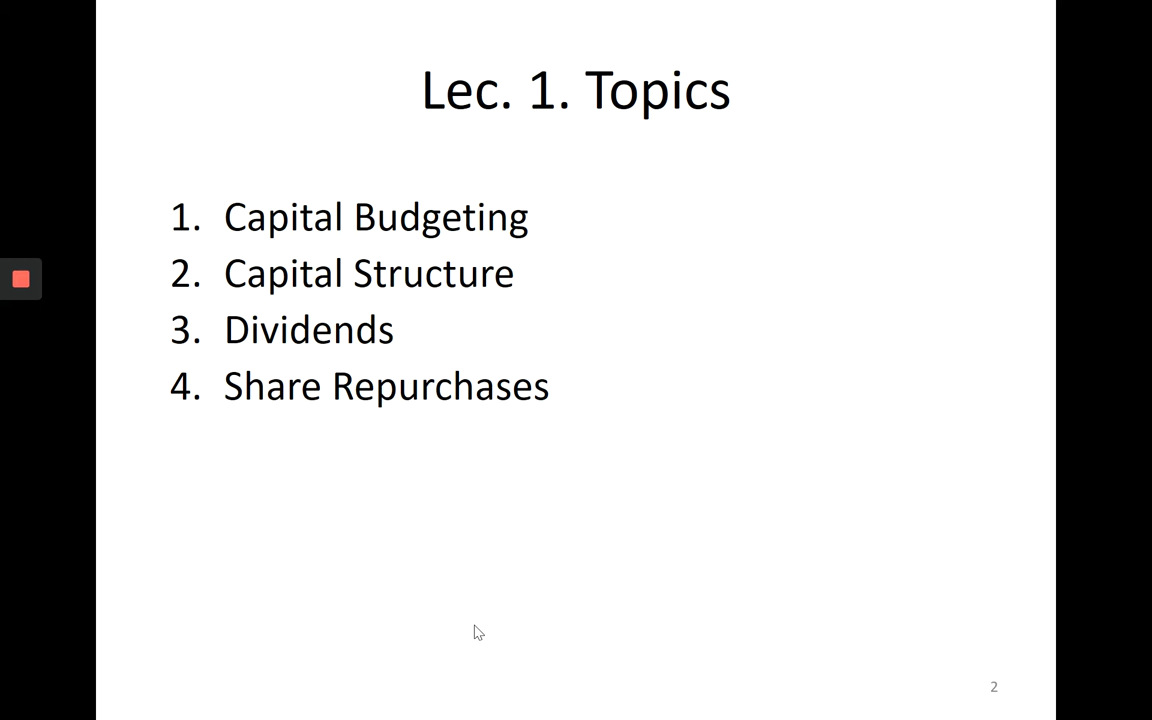 Lec. 1. Topics
1. Capital Budgeting
2. Capital Structure
3. Dividends
4. Share Repurchases
2